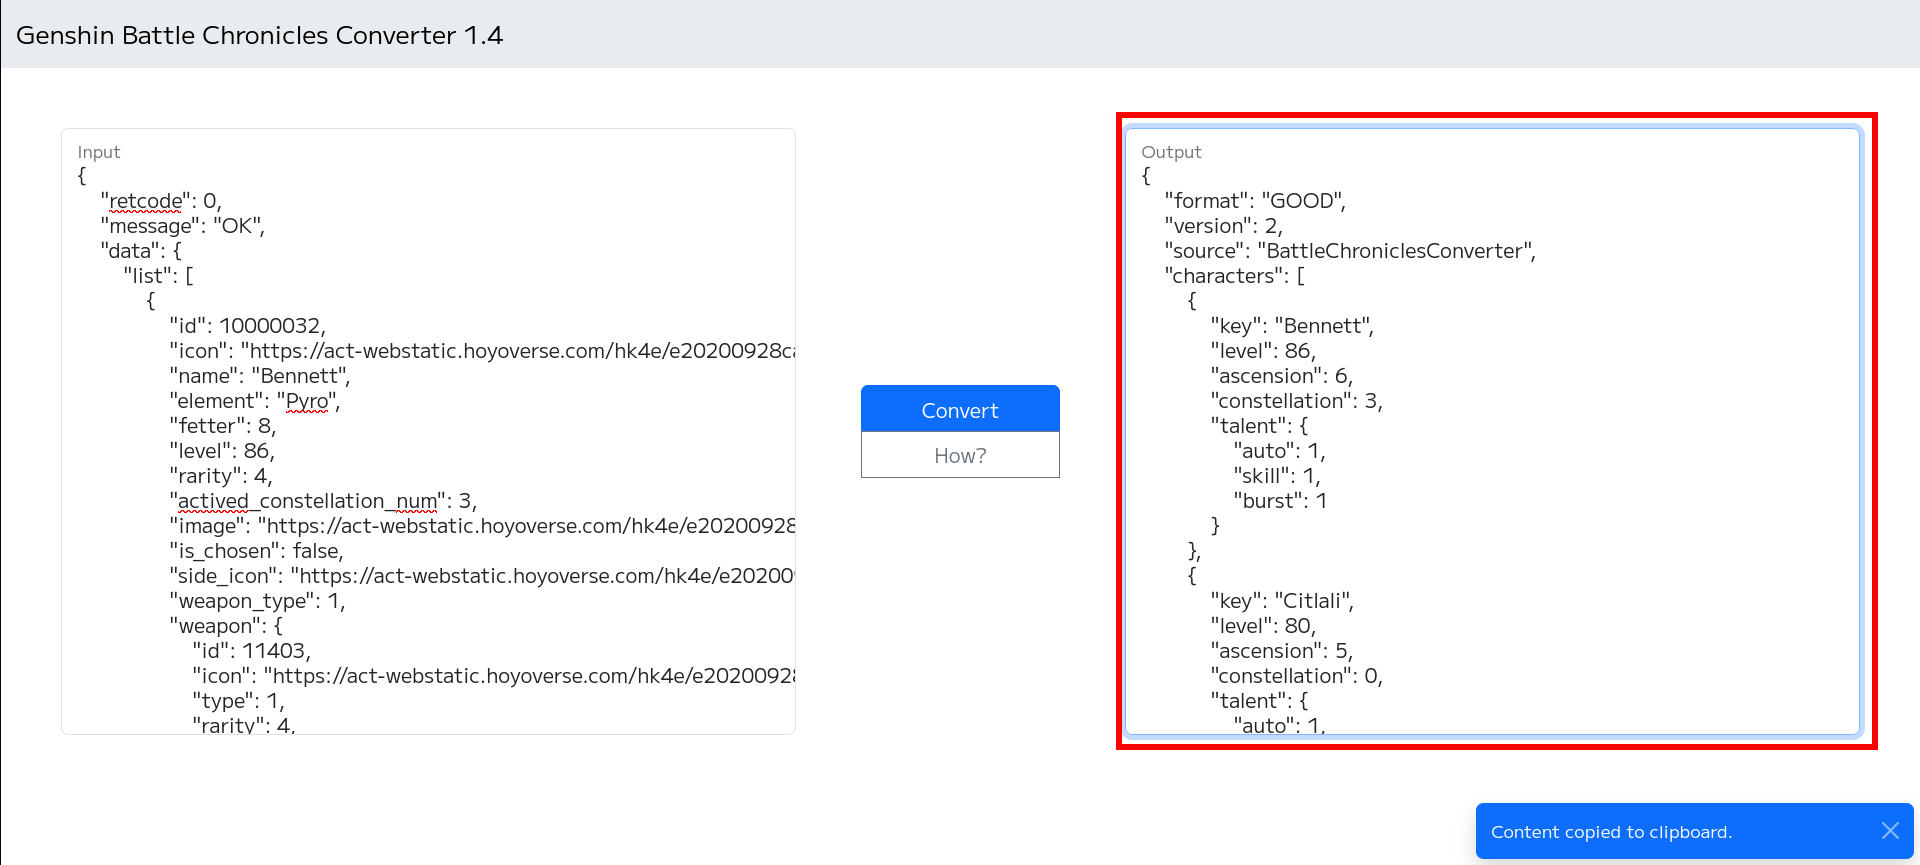 Genshin Battle Chronicles Converter 1.4
Input
{
"retcode": 0,
"message": "OK",
"data": {
"list": [
{
"id": 10000032,
"icon": "https://act-webstatic.hoyoverse.com/hk4e/e20200928c
"name": "Bennett",
"element": "Pyro",
"fetter": 8,
"level": 86,
"rarity": 4,
"actived_constellation_num": 3,
"image": "https://act-webstatic.hoyoverse.com/hk4e/e20200928
"is_chosen": false,
"side_icon": "https://act-webstatic.hoyoverse.com/hk4e/e20200
"weapon_type": 1,
"weapon": {
"id": 11403,
"icon": "https://act-webstatic.hoyoverse.com/hk4e/e2020092
"type": 1,
"rarity": 4,
Convert
How?
Output
{
"format": "GOOD",
"version": 2,
"source": "BattleChroniclesConverter",
"characters": [
{
"key": "Bennett",
"level": 86,
"ascension": 6,
"constellation": 3,
"talent": {
"auto": 1,
"skill": 1,
"burst": 1
}
},
{
"key": "Citlali",
"level": 80,
"ascension": 5,
"constellation": 0,
"talent": {
"auto": 1,
Content copied to clipboard.